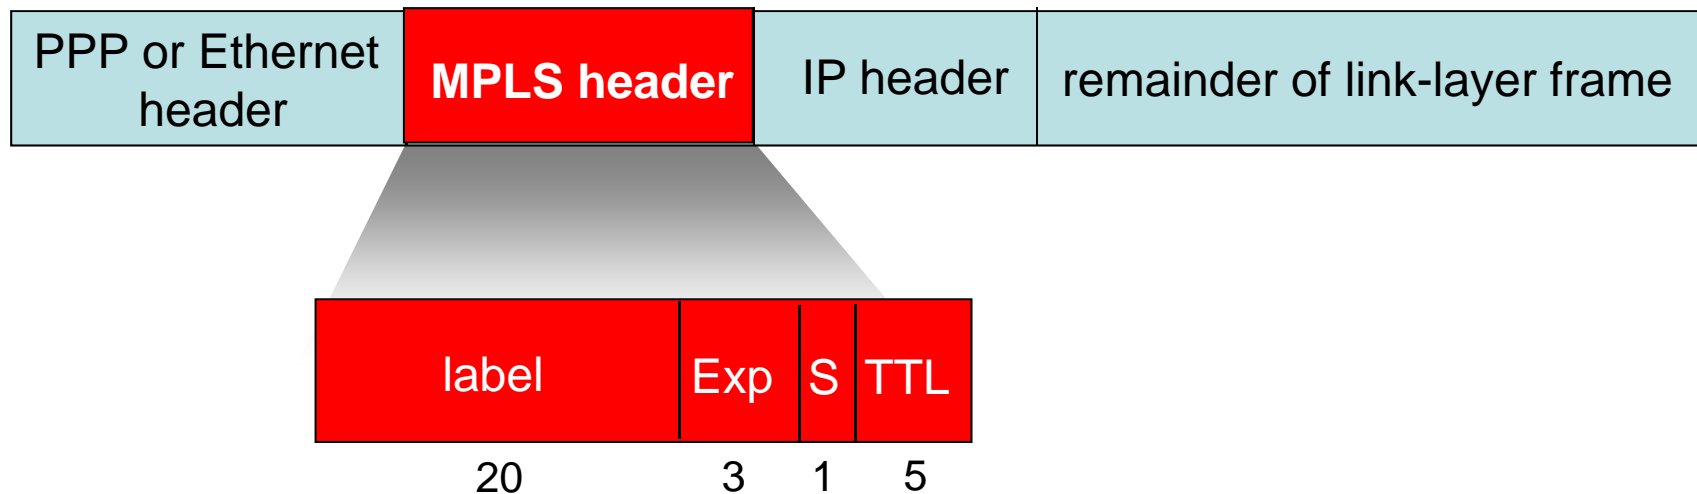 PPP or Ethernet
header
MPLS header
IP header
remainder of link-layer frame
label
Exp
S
TTL
20
3
1
5